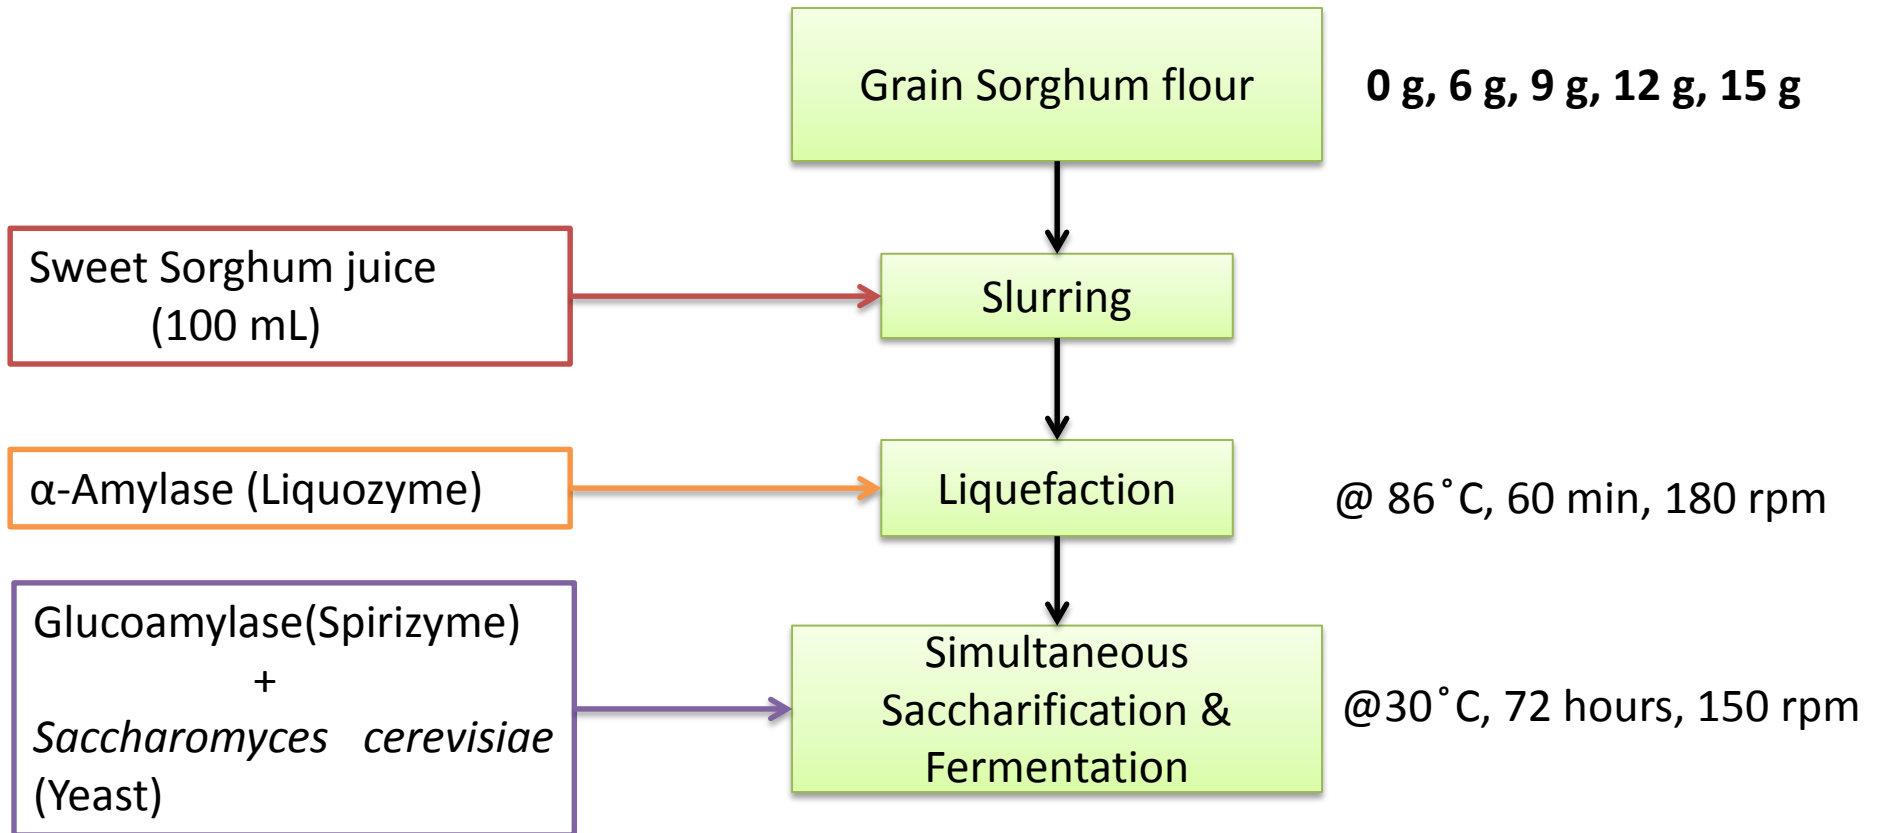 Grain Sorghum flour
0 g, 6 g, 9 g, 12 g, 15 g
Sweet Sorghum juice
(100 mL)
Slurring
α-Amylase (Liquozyme)
Liquefaction
@ 86˚C, 60 min, 180 rpm
Glucoamylase(Spirizyme)
+
Saccharomyces cerevisiae
(Yeast)
Simultaneous
Saccharification &
Fermentation
@30˚C, 72 hours, 150 rpm